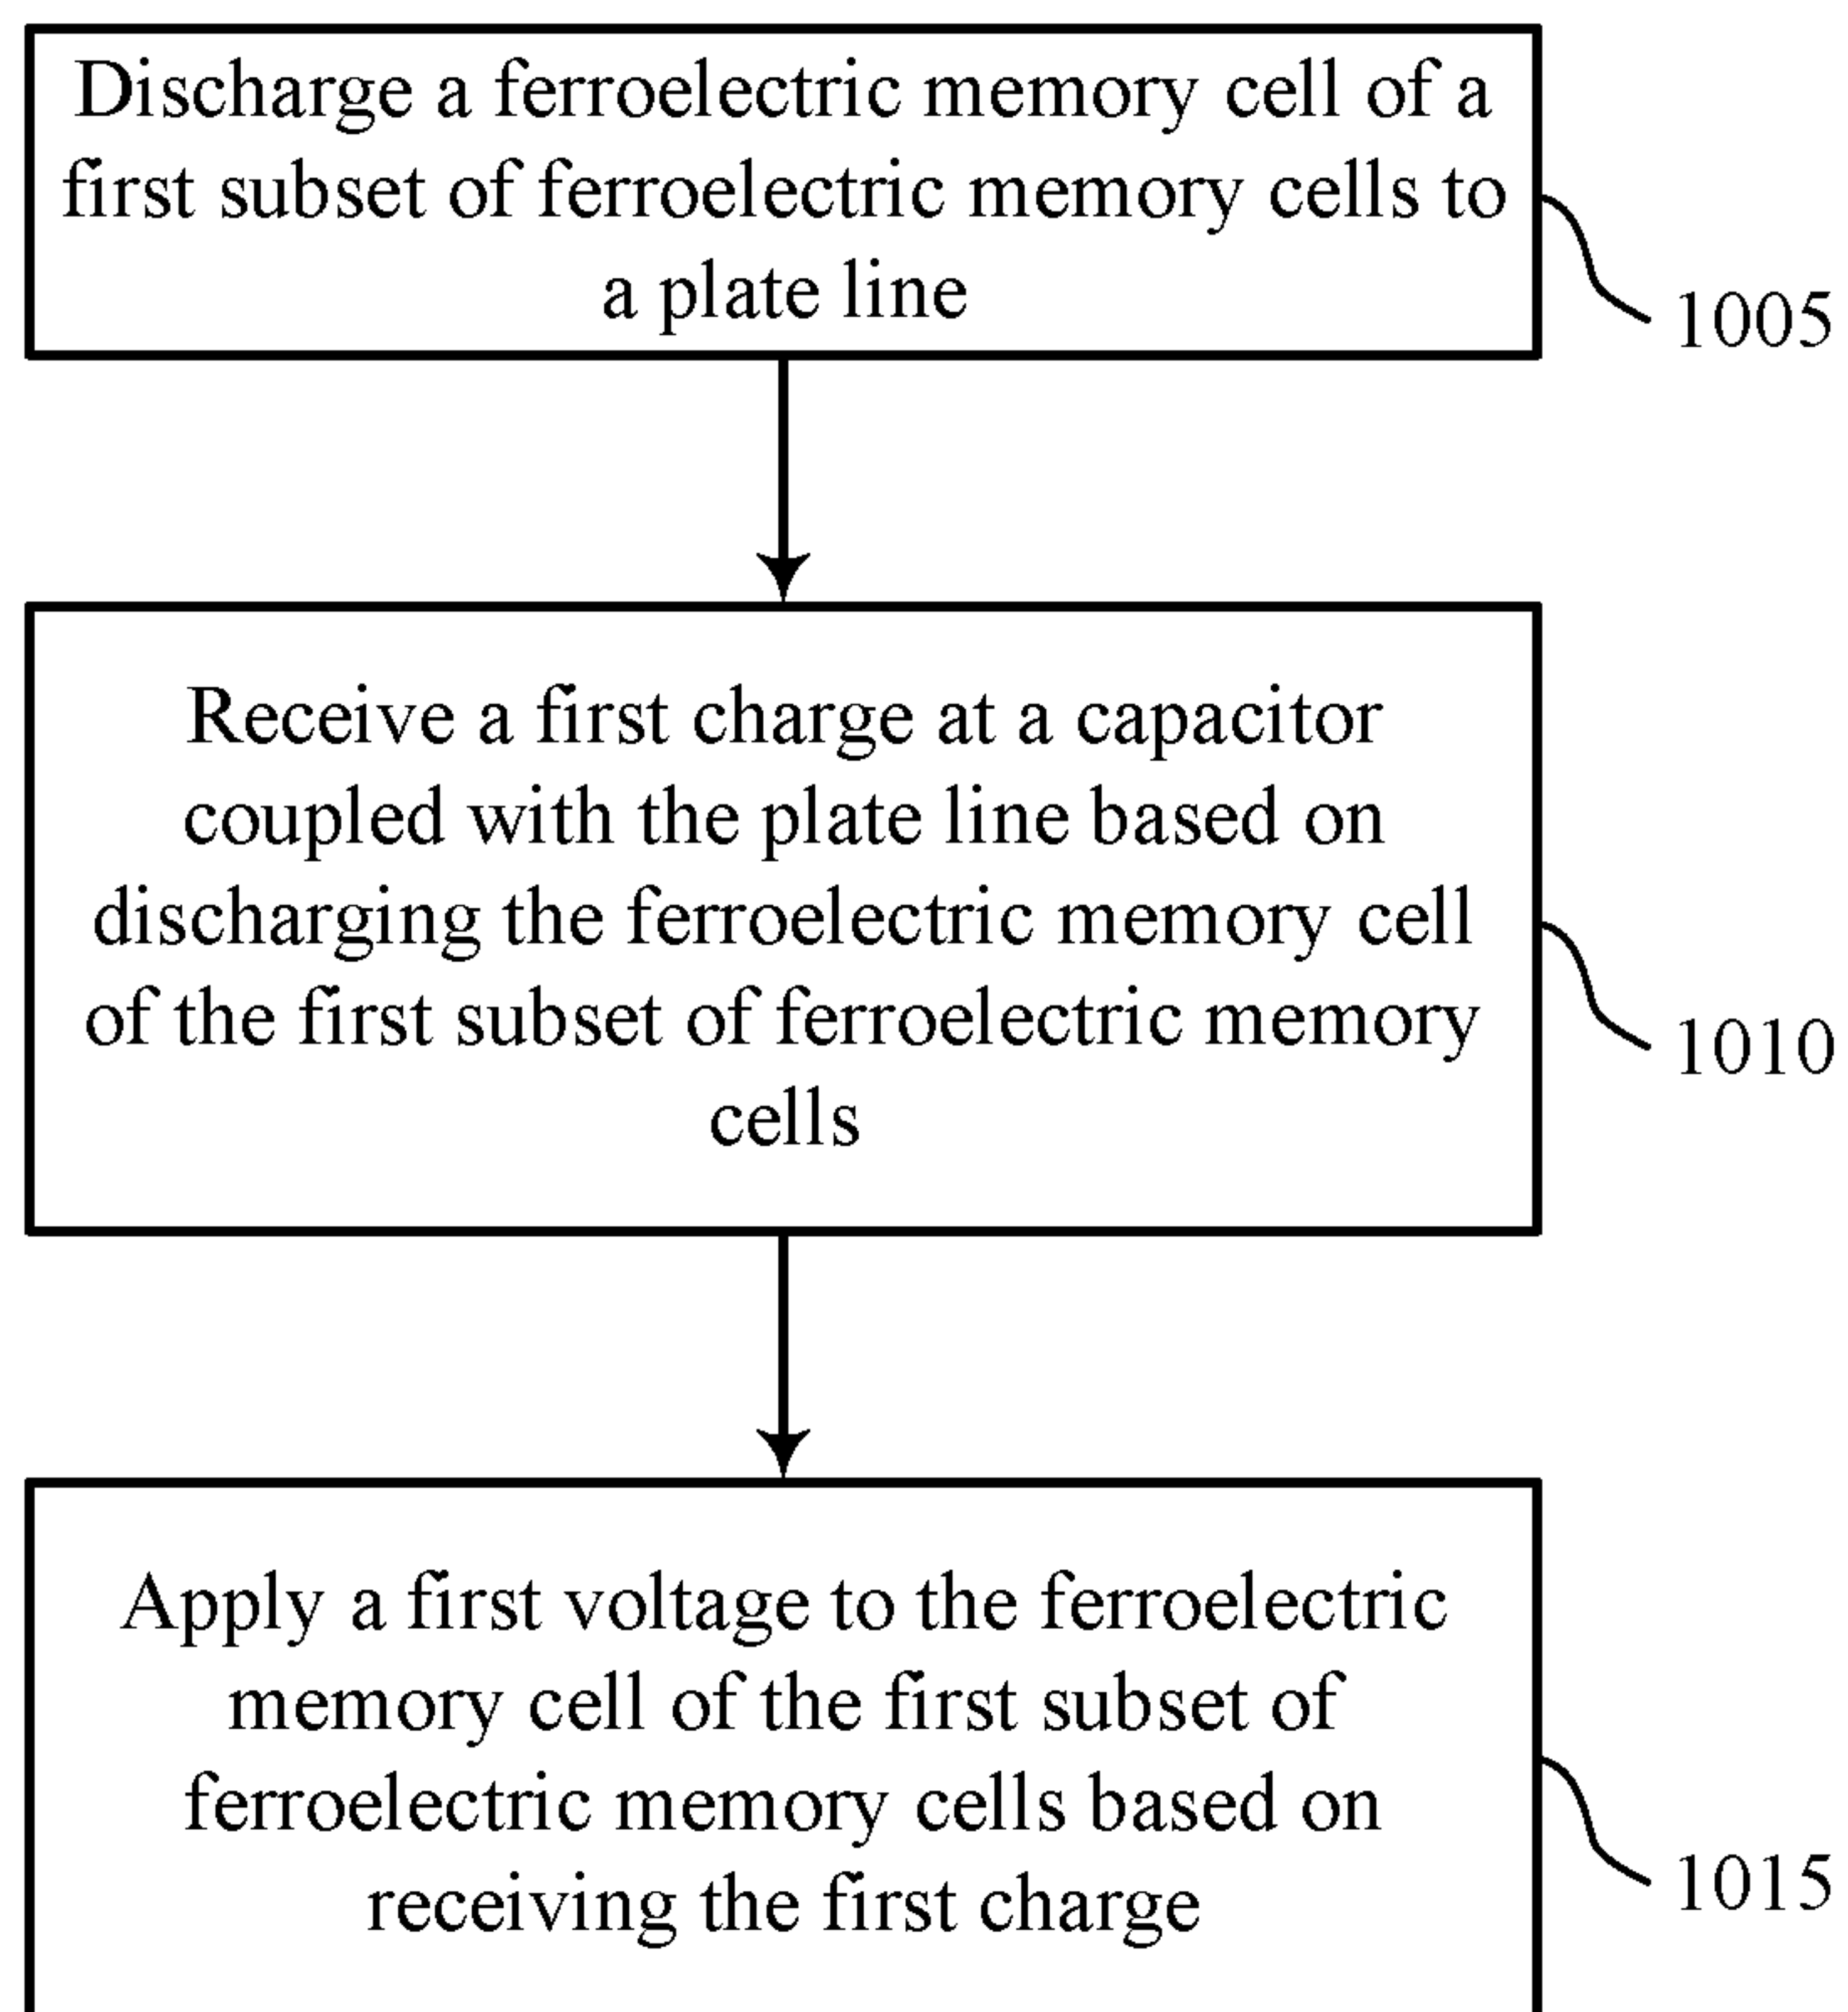 Discharge a ferroelectric memory cell of a
first subset of ferroelectric memory cells to
a plate line
1005
Receive a first charge at a capacitor
coupled with the plate line based on
discharging the ferroelectric memory cell
of the first subset of ferroelectric memory
cells
1010
Apply a first voltage to the ferroelectric
memory cell of the first subset of
ferroelectric memory cells based on
receiving the first charge
1015